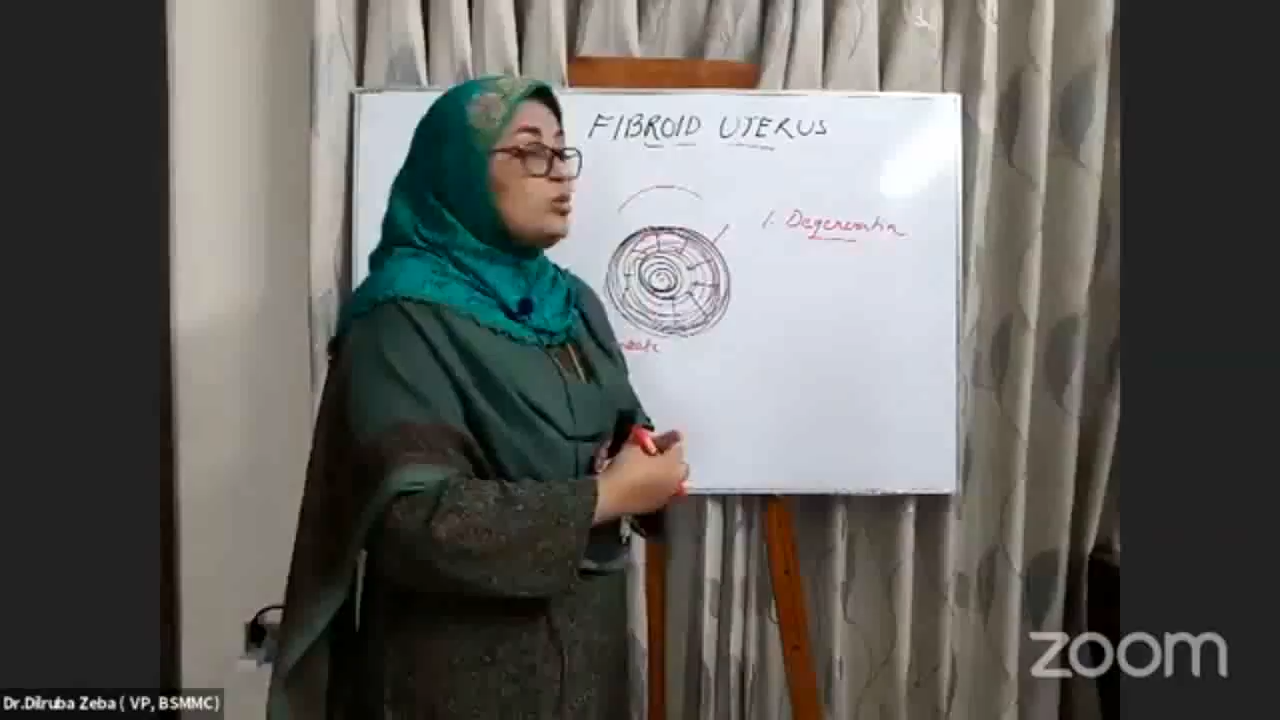 FIBROID UTERUS
1. Degeneration
zoom
Dr.Dilruba Zeba ( VP, BSMMC)